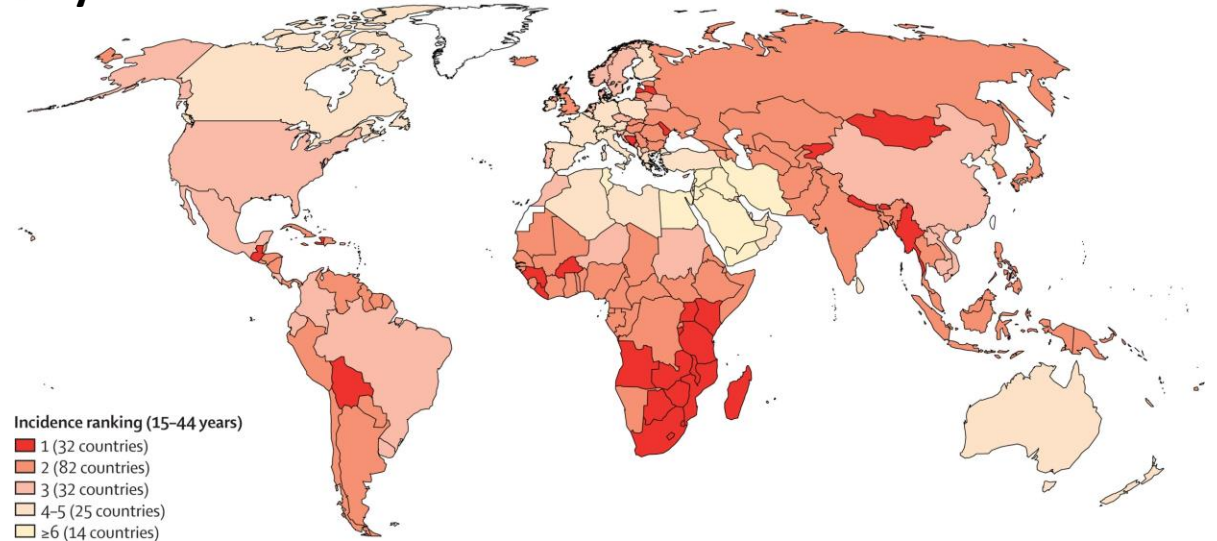 Incidence ranking (15–44 years)
1 (32 countries)
2 (82 countries)
3 (32 countries)
4–5 (25 countries)
≥6 (14 countries)